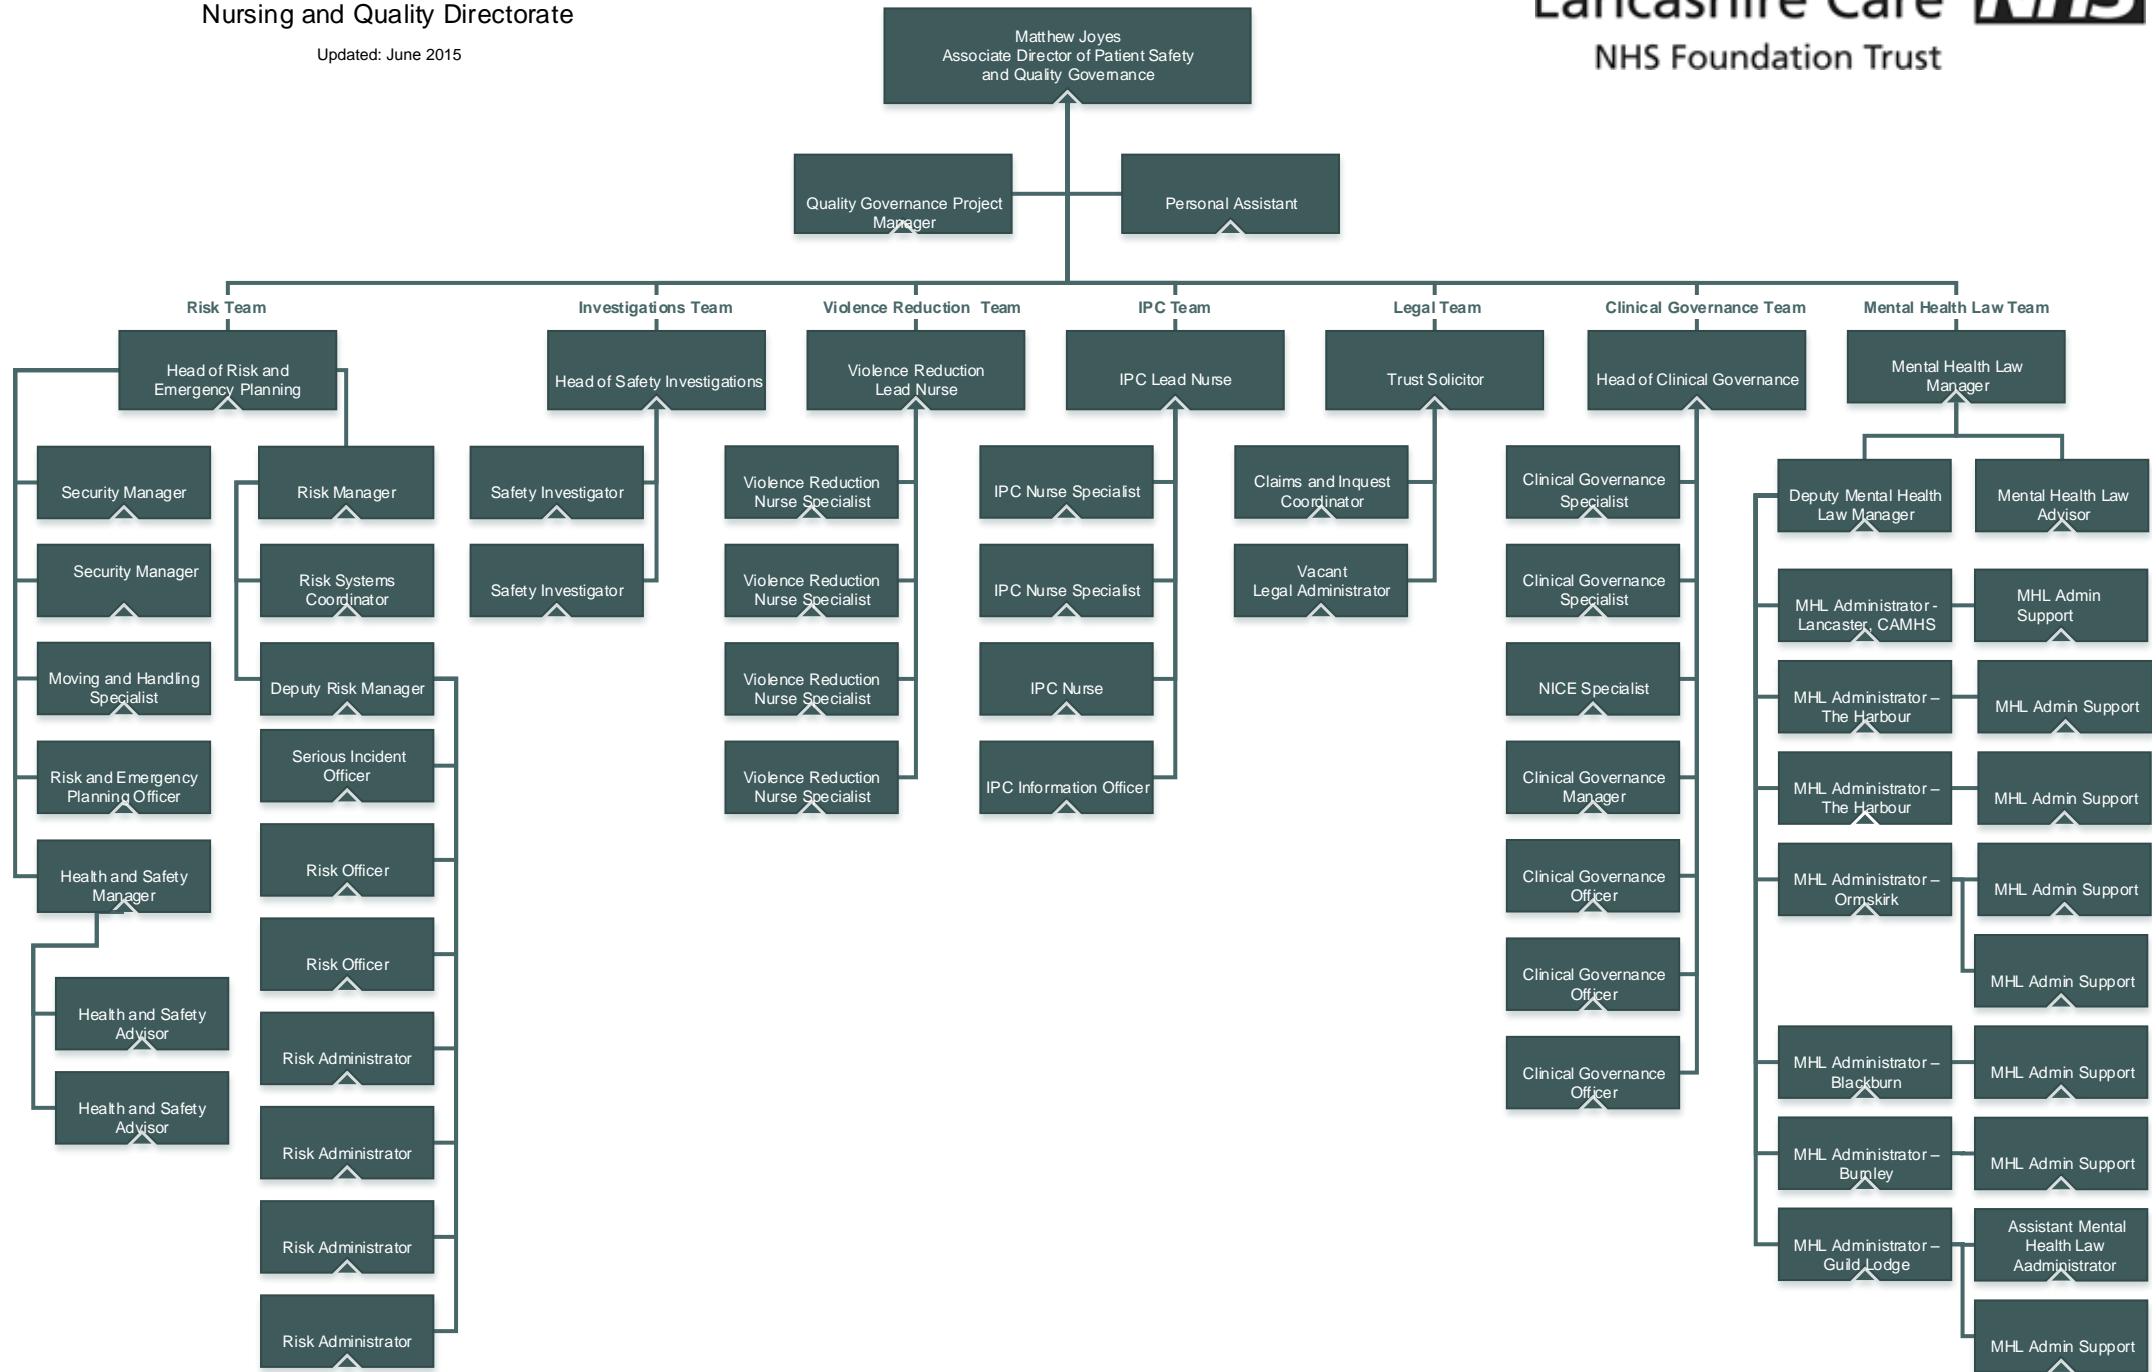 Nursing and Quality Directorate
Updated: June 2015
Lancashire Care NHS
NHS Foundation Trust
Matthew Joyes
Associate Director of Patient Safety
and Quality Governance
Quality Governance Project
Manager
Personal Assistant
Risk Team
Head of Risk and
Emergency Planning
Security Manager
Security Manager
Moving and Handling
Specialist
Risk and Emergency
Planning Officer
Health and Safety
Manager
Health and Safety
Advisor
Health and Safety
Advisor
Risk Manager
Risk Systems
Coordinator
Deputy Risk Manager
Serious Incident
Officer
Risk Officer
Risk Officer
Risk Administrator
Risk Administrator
Risk Administrator
Risk Administrator
Investigations Team
Head of Safety Investigations
Safety Investigator
Safety Investigator
Violence Reduction Team
Violence Reduction
Lead Nurse
Violence Reduction
Nurse Specialist
Violence Reduction
Nurse Specialist
Violence Reduction
Nurse Specialist
Violence Reduction
Nurse Specialist
IPC Team
IPC Lead Nurse
IPC Nurse Specialist
IPC Nurse Specialist
IPC Nurse
IPC Information Officer
Legal Team
Trust Solicitor
Claims and Inquest
Coordinator
Vacant
Legal Administrator
Clinical Governance Team
Head of Clinical Governance
Clinical Governance
Specialist
Clinical Governance
Specialist
NICE Specialist
Clinical Governance
Manager
Clinical Governance
Officer
Clinical Governance
Officer
Clinical Governance
Officer
Mental Health Law Team
Mental Health Law
Manager
Deputy Mental Health
Law Manager
Mental Health Law
Advisor
MHL Administrator -
Lancaster, CAMHS
MHL Admin
Support
MHL Administrator –
The Harbour
MHL Admin Support
MHL Administrator –
The Harbour
MHL Admin Support
MHL Administrator –
Ormskirk
MHL Admin Support
MHL Admin Support
MHL Administrator –
Blackburn
MHL Admin Support
MHL Administrator –
Burnley
MHL Admin Support
MHL Administrator –
Guild Lodge
Assistant Mental
Health Law
Aadministrator
MHL Admin Support